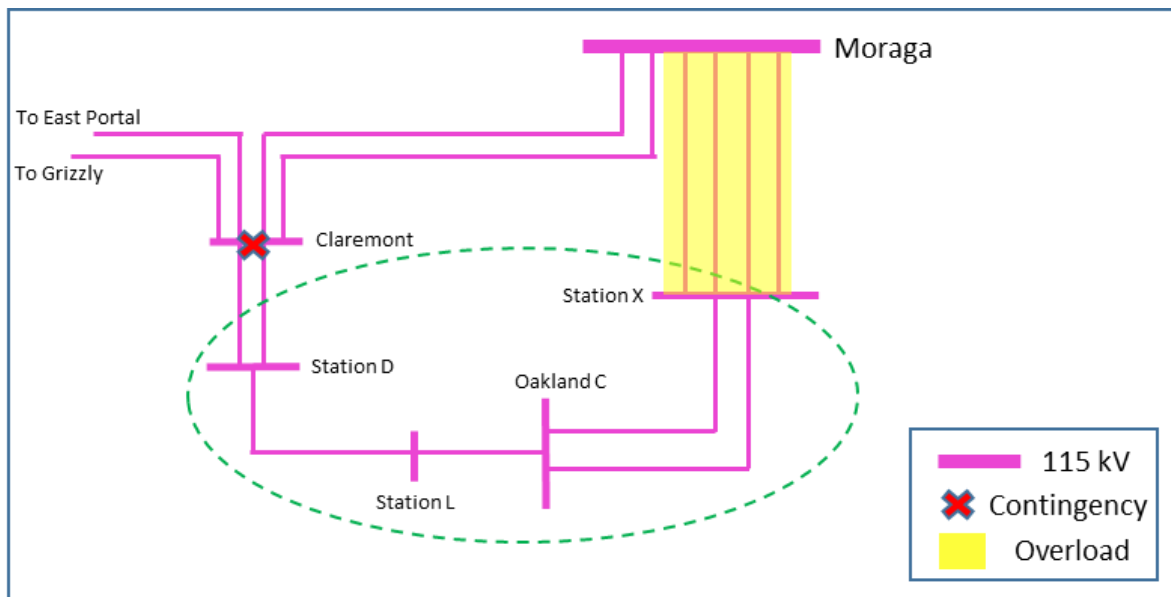 Moraga
To East Portal
To Grizzly
Claremont
Station X
Station D
Oakland C
Station L
115 kV
Contingency
Overload